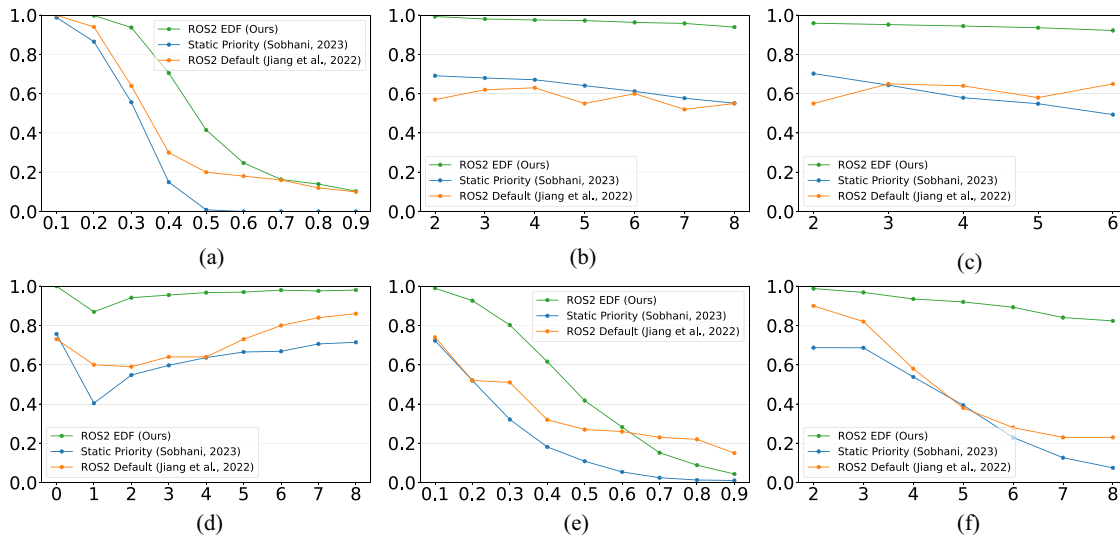 1.0
0.8
0.6
0.4
0.2
0.0
0.1 0.2 0.3 0.4 0.5 0.6 0.7 0.8 0.9
ROS2 EDF (Ours)
Static Priority (Sobhani, 2023)
ROS2 Default (Jiang et al., 2022)
(a)
1.0
0.8
0.6
0.4
0.2
0.0
2 3 4 5 6 7 8
ROS2 EDF (Ours)
Static Priority (Sobhani, 2023)
ROS2 Default (Jiang et al., 2022)
(b)
1.0
0.8
0.6
0.4
0.2
0.0
2 3 4 5 6
ROS2 EDF (Ours)
Static Priority (Sobhani, 2023)
ROS2 Default (Jiang et al., 2022)
(c)
1.0
0.8
0.6
0.4
0.2
0.0
0 1 2 3 4 5 6 7 8
ROS2 EDF (Ours)
Static Priority (Sobhani, 2023)
ROS2 Default (Jiang et al., 2022)
(d)
1.0
0.8
0.6
0.4
0.2
0.0
0.1 0.2 0.3 0.4 0.5 0.6 0.7 0.8 0.9
ROS2 EDF (Ours)
Static Priority (Sobhani, 2023)
ROS2 Default (Jiang et al., 2022)
(e)
1.0
0.8
0.6
0.4
0.2
0.0
2 3 4 5 6 7 8
ROS2 EDF (Ours)
Static Priority (Sobhani, 2023)
ROS2 Default (Jiang et al., 2022)
(f)